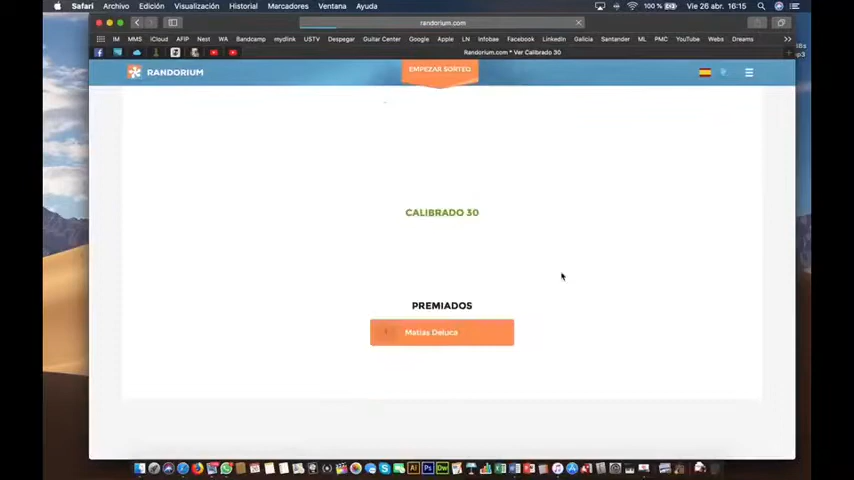 Safari Archivo Edición Visualización Historial Marcadores Ventana Ayuda 100 % Vie 26 abr. 16:15
randorium.com
IM MMS iCloud AFIP Nest WA Bandcamp mydlink USTV Despegar Guitar Center Google Apple LN Infobae Facebook LinkedIn Galicia Santander ML PMC YouTube Webs Dreams
Randorium.com * Ver Calibrado 30
RANDORIUM
EMPEZAR SORTEO
CALIBRADO 30
PREMIADOS
1 Matias Deluca